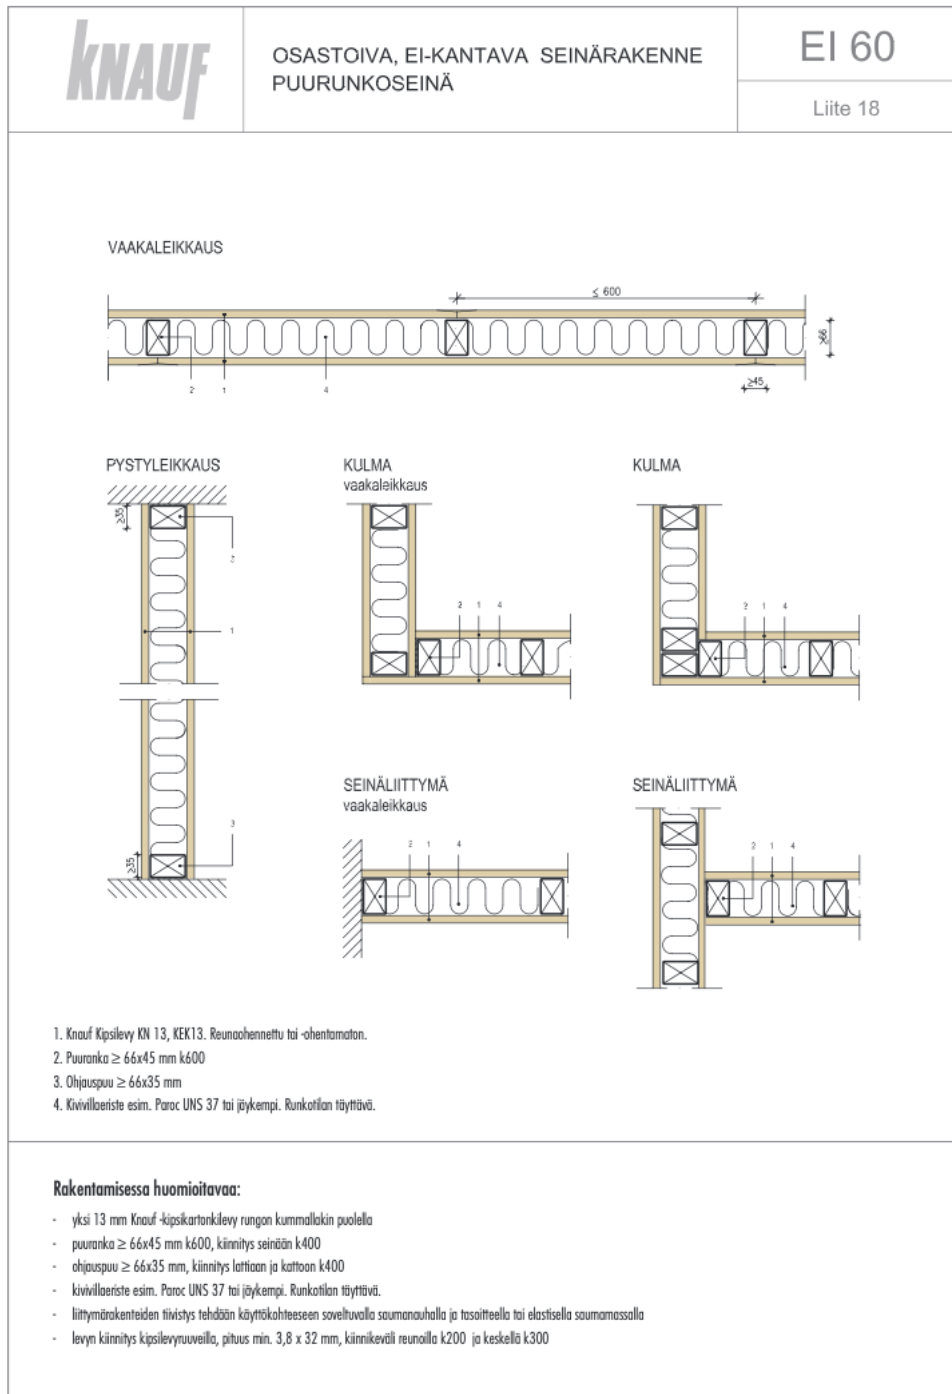 KNAUF
OSASTOIVA, EI-KANTAVA SEINÄRAKENNE
PUURUNKOSEINÄ
EI 60
Liite 18
VAAKALEIKKAUS
≤ 600
≥66
≥45
2 1 4
PYSTYLEIKKAUS
≥35
2
1
3
≥35
KULMA
vaakaleikkaus
2 1 4
KULMA
2 1 4
SEINÄLIITTYMÄ
vaakaleikkaus
2 1 4
SEINÄLIITTYMÄ
2 1 4
1. Knauf Kipsilevy KN 13, KEK13. Reunaohennettu tai -ohentamaton.
2. Puuranka ≥ 66x45 mm k600
3. Ohjauspuu ≥ 66x35 mm
4. Kivivillaeriste esim. Paroc UNS 37 tai jäykempi. Runkotilan täyttävä.
Rakentamisessa huomioitavaa:
- yksi 13 mm Knauf -kipsikartonkilevy rungon kummallakin puolella
- puuranka ≥ 66x45 mm k600, kiinnitys seinään k400
- ohjauspuu ≥ 66x35 mm, kiinnitys lattiaan ja kattoon k400
- kivivillaeriste esim. Paroc UNS 37 tai jäykempi. Runkotilan täyttävä.
- liittymärakenteiden tiivistys tehdään käyttökohteeseen soveltuvalla saumanauhalla ja tasoitteella tai elastisella saumamassalla
- levyn kiinnitys kipsilevyruuveilla, pituus min. 3,8 x 32 mm, kiinnikeväli reunoilla k200 ja keskellä k300